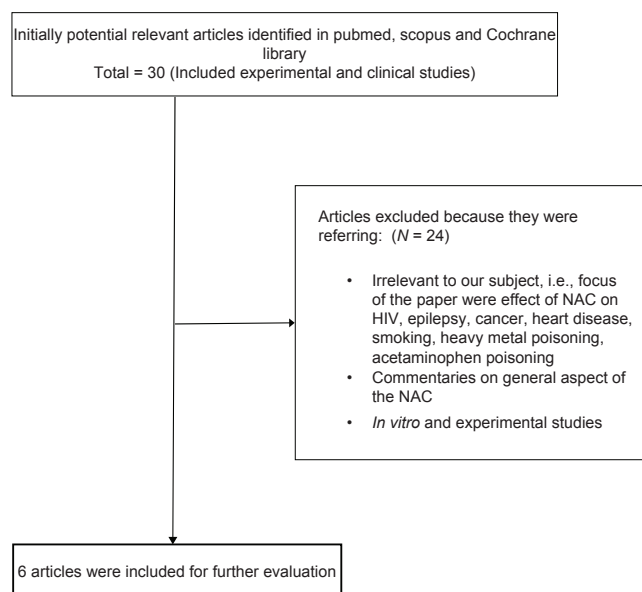 Initially potential relevant articles identified in pubmed, scopus and Cochrane
library
Total = 30 (Included experimental and clinical studies)
Articles excluded because they were
referring: (N = 24)
• Irrelevant to our subject, i.e., focus
of the paper were effect of NAC on
HIV, epilepsy, cancer, heart disease,
smoking, heavy metal poisoning,
acetaminophen poisoning
• Commentaries on general aspect of
the NAC
• In vitro and experimental studies
6 articles were included for further evaluation